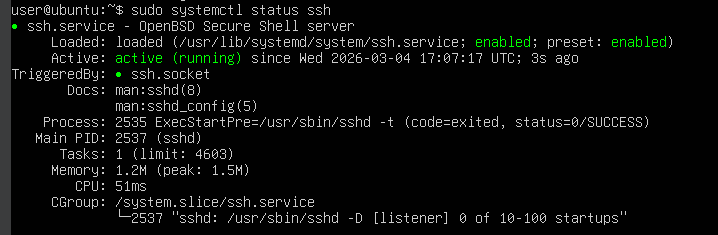 user@ubuntu:~$ sudo systemctl status ssh
● ssh.service - OpenBSD Secure Shell server
     Loaded: loaded (/usr/lib/systemd/system/ssh.service; enabled; preset: enabled)
     Active: active (running) since Wed 2026-03-04 17:07:17 UTC; 3s ago
TriggeredBy: ● ssh.socket
       Docs: man:sshd(8)
             man:sshd_config(5)
    Process: 2535 ExecStartPre=/usr/sbin/sshd -t (code=exited, status=0/SUCCESS)
   Main PID: 2537 (sshd)
      Tasks: 1 (limit: 4603)
     Memory: 1.2M (peak: 1.5M)
        CPU: 51ms
     CGroup: /system.slice/ssh.service
             └─2537 "sshd: /usr/sbin/sshd -D [listener] 0 of 10-100 startups"